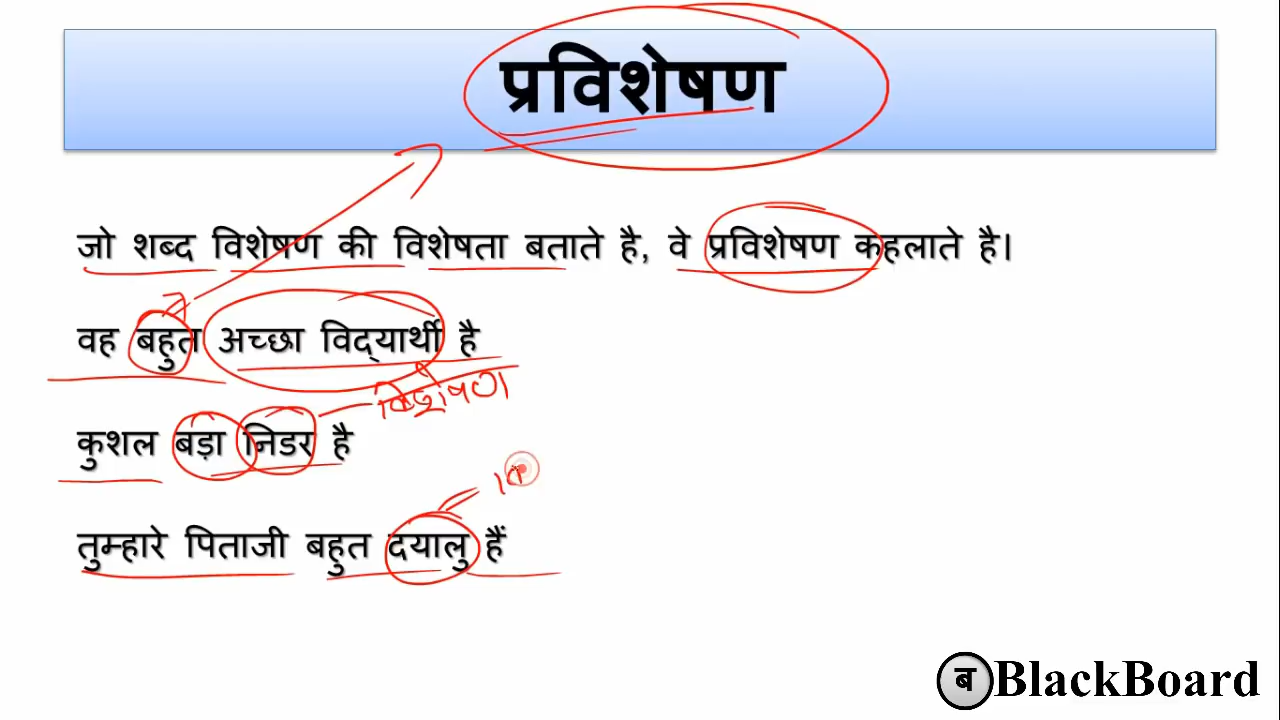 प्रविशेषण
जो शब्द विशेषण की विशेषता बताते है, वे प्रविशेषण कहलाते है।
वह बहुत अच्छा विद्यार्थी है
विशेषण
कुशल बड़ा निडर है
तुम्हारे पिताजी बहुत दयालु हैं
ब BlackBoard